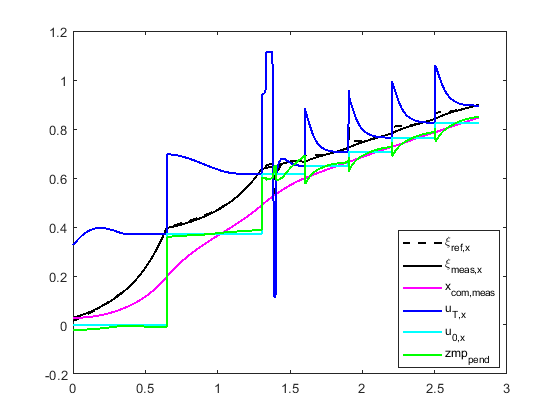 1.2
1
0.8
0.6
0.4
0.2
0
-0.2
0 0.5 1 1.5 2 2.5 3
ξref,x
ξmeas,x
xcom,meas
uT,x
u0,x
zmppend